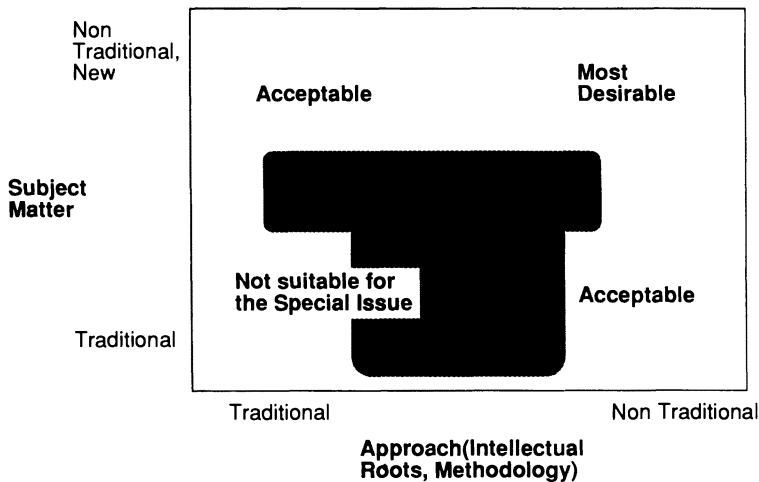 Non
Traditional,
New
Acceptable
Most
Desirable
Subject
Matter
Not suitable for
the Special Issue
Acceptable
Traditional
Traditional
Non Traditional
Approach(Intellectual
Roots, Methodology)